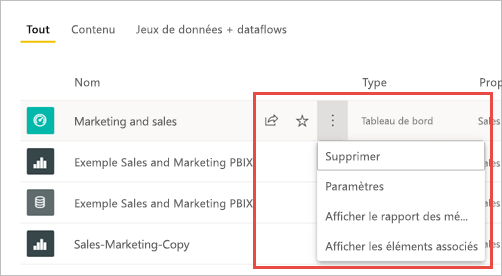 Tout Contenu Jeux de données + dataflows
Nom Type Prop
Marketing and sales Tableau de bord Sales
Exemple Sales and Marketing PBIX
Supprimer
Paramètres
Exemple Sales and Marketing PBIX
Afficher le rapport des mé...
Sales-Marketing-Copy
Afficher les éléments associés